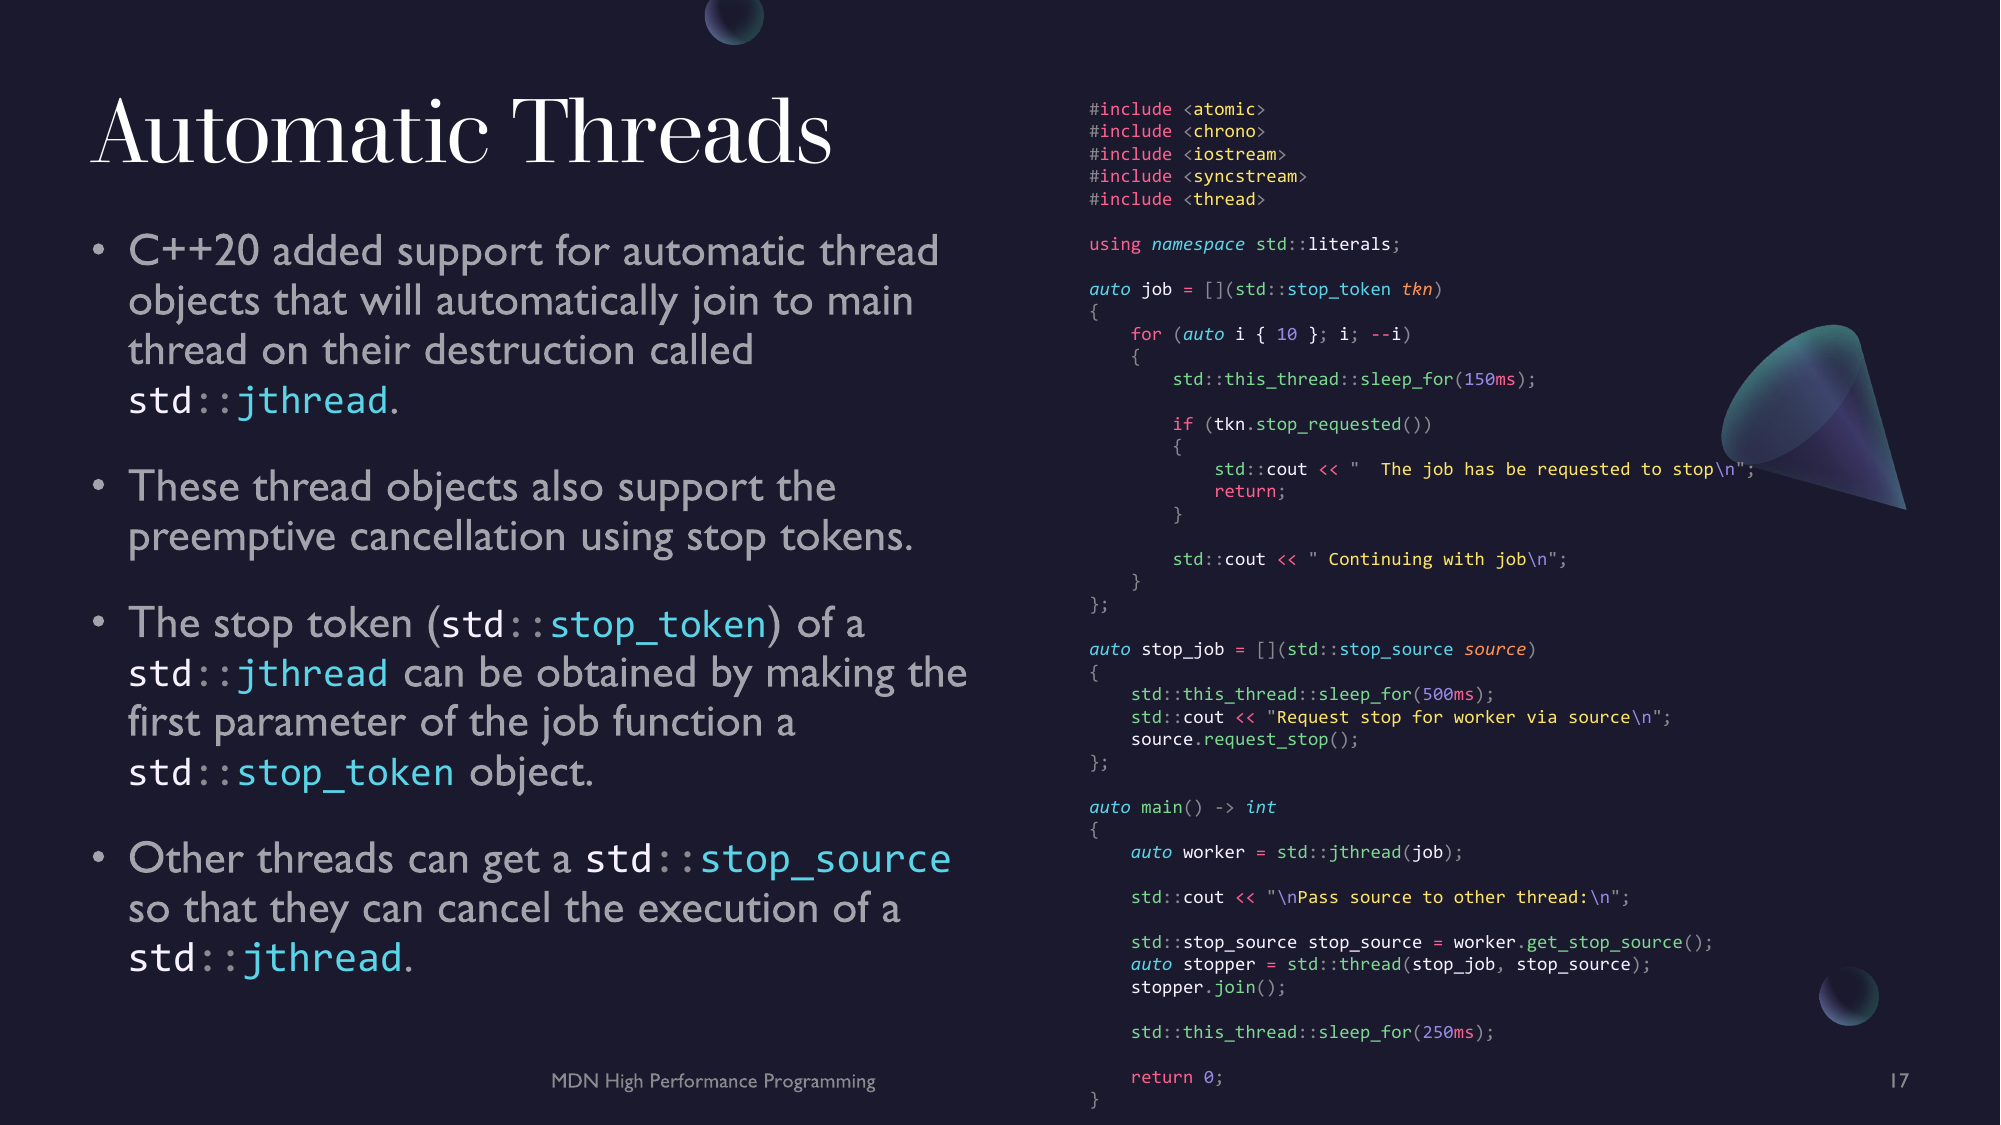 Automatic Threads
• C++20 added support for automatic thread
objects that will automatically join to main
thread on their destruction called
std::jthread.
• These thread objects also support the
preemptive cancellation using stop tokens.
• The stop token (std::stop_token) of a
std::jthread can be obtained by making the
first parameter of the job function a
std::stop_token object.
• Other threads can get a std::stop_source
so that they can cancel the execution of a
std::jthread.
#include <atomic>
#include <chrono>
#include <iostream>
#include <syncstream>
#include <thread>

using namespace std::literals;

auto job = [](std::stop_token tkn)
{
    for (auto i { 10 }; i; --i)
    {
        std::this_thread::sleep_for(150ms);

        if (tkn.stop_requested())
        {
            std::cout << "  The job has be requested to stop\n";
            return;
        }

        std::cout << " Continuing with job\n";
    }
};

auto stop_job = [](std::stop_source source)
{
    std::this_thread::sleep_for(500ms);
    std::cout << "Request stop for worker via source\n";
    source.request_stop();
};

auto main() -> int
{
    auto worker = std::jthread(job);

    std::cout << "\nPass source to other thread:\n";

    std::stop_source stop_source = worker.get_stop_source();
    auto stopper = std::thread(stop_job, stop_source);
    stopper.join();

    std::this_thread::sleep_for(250ms);

    return 0;
}
MDN High Performance Programming
17